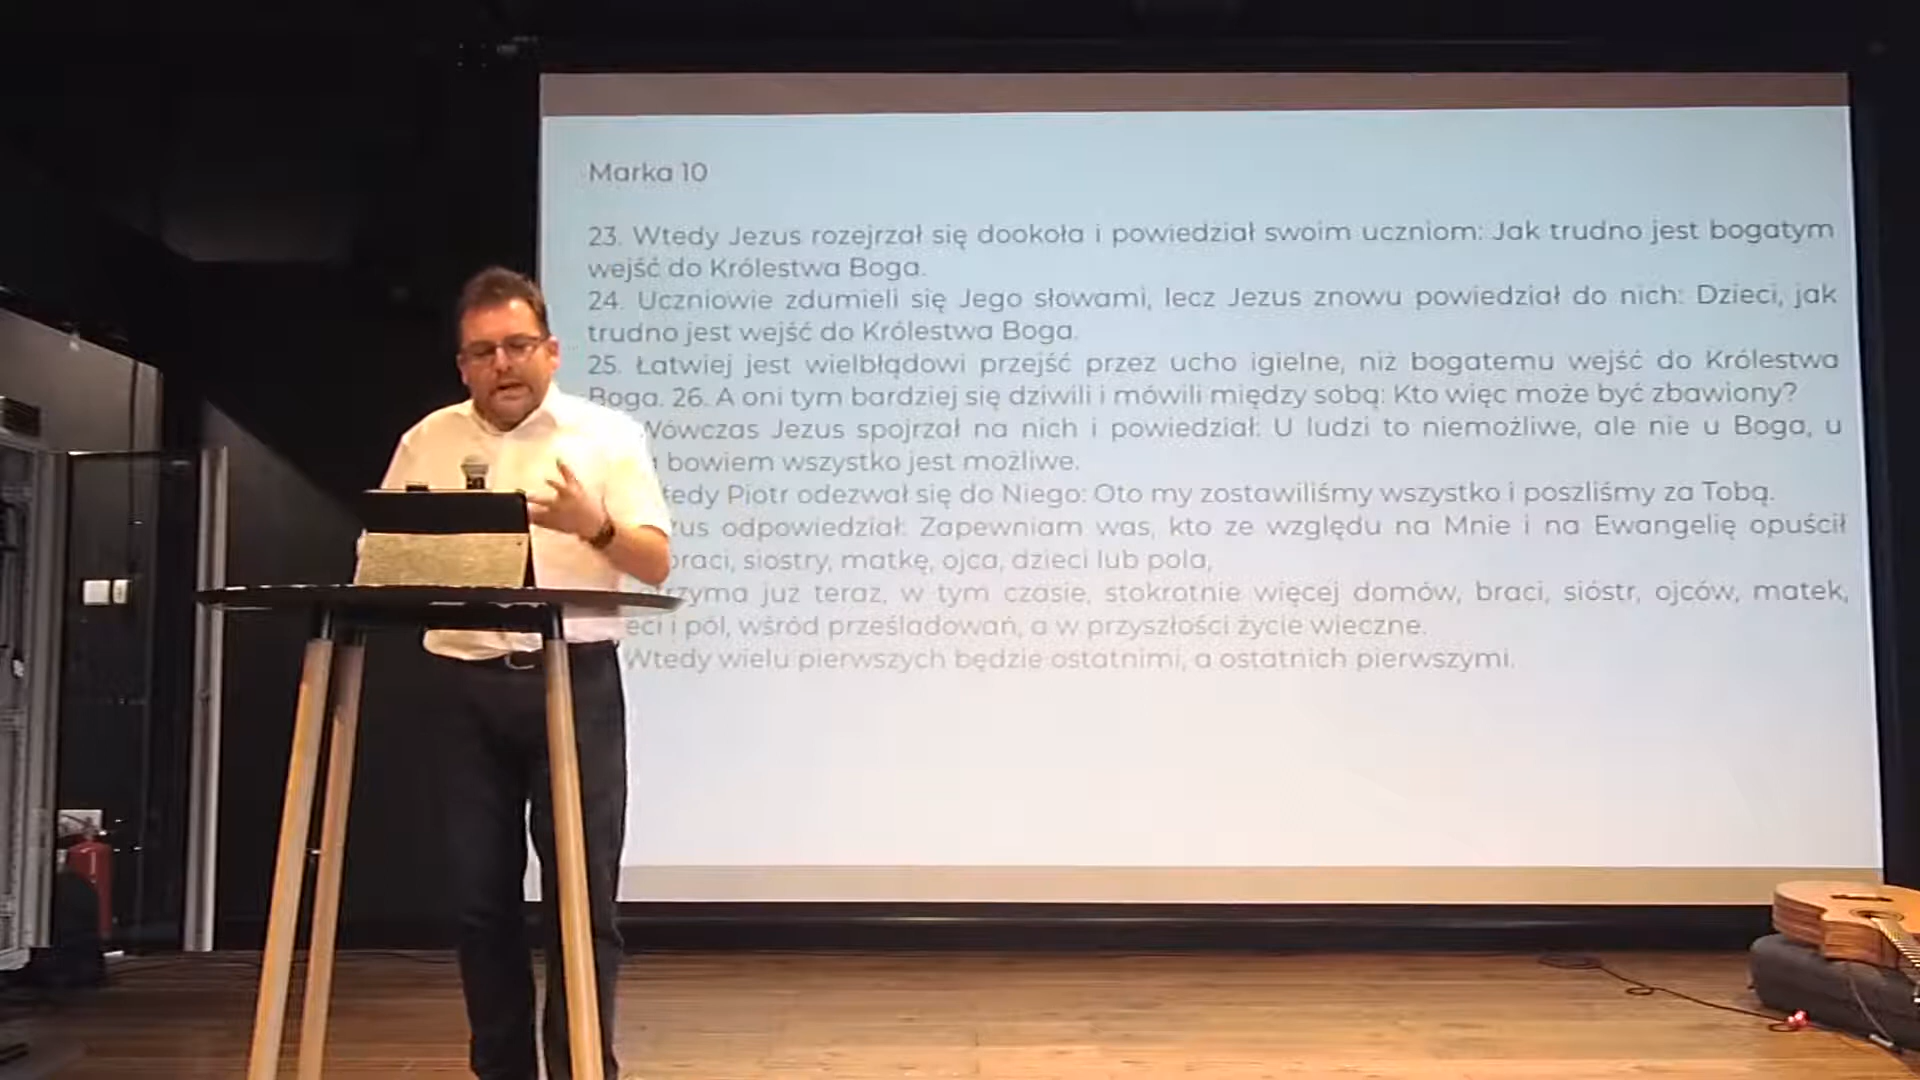 Marka 10
23. Wtedy Jezus rozejrzał się dookoła i powiedział swoim uczniom: Jak trudno jest bogatym
wejść do Królestwa Boga.
24. Uczniowie zdumieli się Jego słowami, lecz Jezus znowu powiedział do nich: Dzieci, jak
trudno jest wejść do Królestwa Boga.
25. Łatwiej jest wielbłądowi przejść przez ucho igielne, niż bogatemu wejść do Królestwa
Boga. 26. A oni tym bardziej się dziwili i mówili między sobą: Kto więc może być zbawiony?
Wówczas Jezus spojrzał na nich i powiedział: U ludzi to niemożliwe, ale nie u Boga, u
bowiem wszystko jest możliwe.
Piotr odezwał się do Niego: Oto my zostawiliśmy wszystko i poszliśmy za Tobą.
odpowiedział: Zapewniam was, kto ze względu na Mnie i na Ewangelię opuścił
siostry, matkę, ojca, dzieci lub pola,
już teraz, w tym czasie, stokrotnie więcej domów, braci, sióstr, ojców, matek,
i pól, wśród prześladowań, a w przyszłości życie wieczne.
Wtedy wielu pierwszych będzie ostatnimi, a ostatnich pierwszymi.